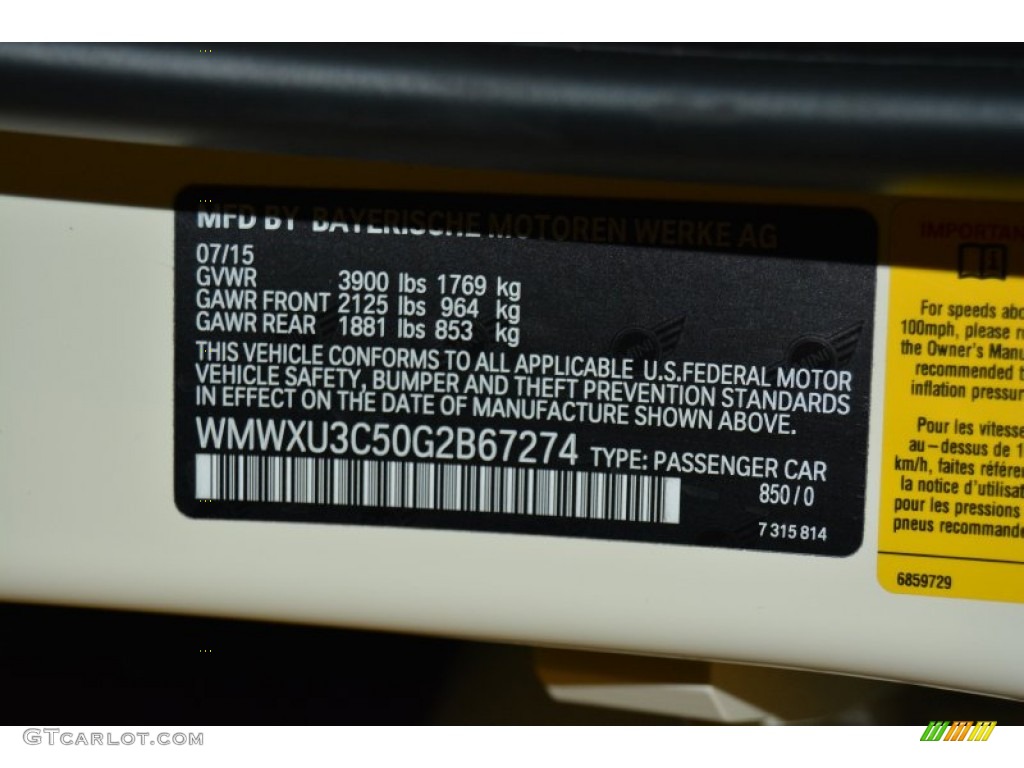 MFD BY BAYERISCHE MOTOREN WERKE AG
07/15
GVWR 3900 lbs 1769 kg
GAWR FRONT 2125 lbs 964 kg
GAWR REAR 1881 lbs 853 kg
THIS VEHICLE CONFORMS TO ALL APPLICABLE U.S.FEDERAL MOTOR
VEHICLE SAFETY, BUMPER AND THEFT PREVENTION STANDARDS
IN EFFECT ON THE DATE OF MANUFACTURE SHOWN ABOVE.
WMWXU3C50G2B67274 TYPE: PASSENGER CAR
850/0
7 315 814
IMPORTAN
For speeds abo
100mph, please r
the Owner's Manu
recommended t
inflation pressur
Pour les vitesse
au-dessus de 1
km/h, faites référe
la notice d'utilisat
pour les pressions
pneus recommandé
6859729
GTcarlot.com